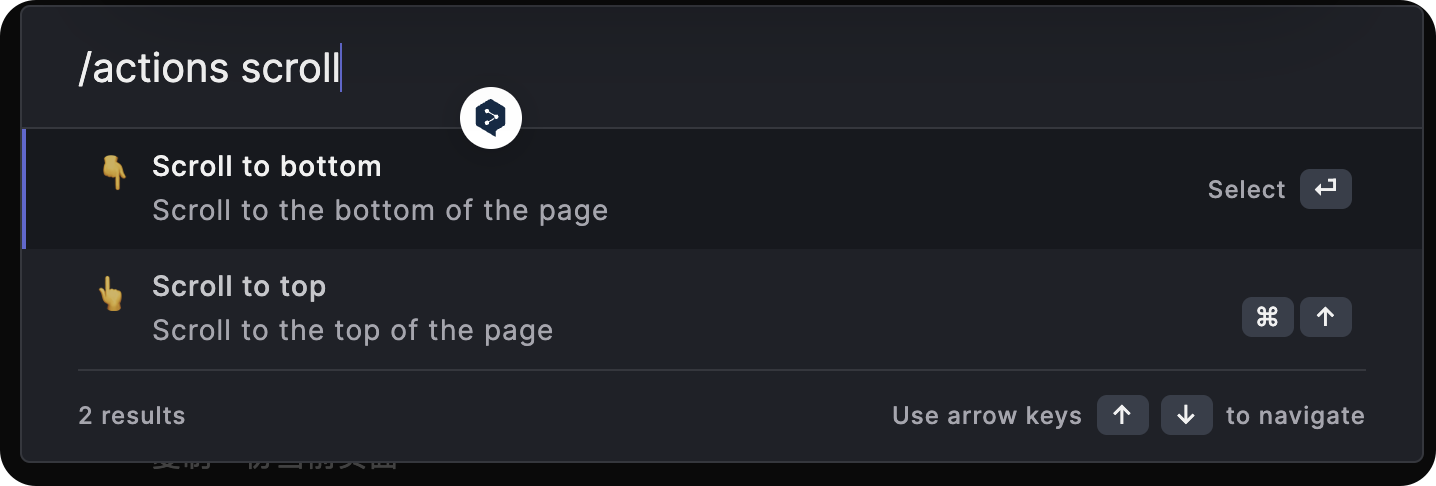 /actions scroll
Scroll to bottom
Scroll to the bottom of the page
Select ↵
Scroll to top
Scroll to the top of the page
⌘ ↑
2 results
Use arrow keys ↑ ↓ to navigate